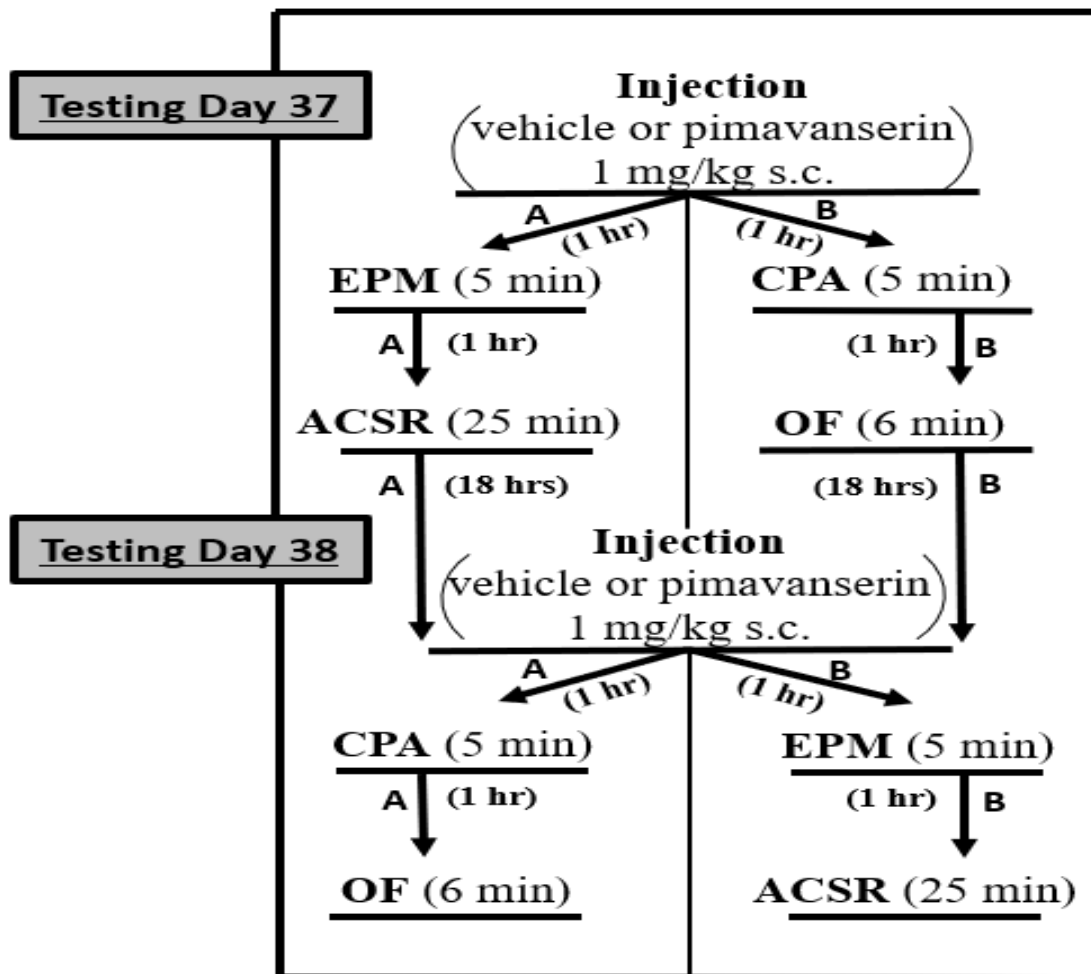 Testing Day 37
Injection
(vehicle or pimavanserin
1 mg/kg s.c.)
A
(1 hr)
(1 hr)
B
EPM (5 min)
CPA (5 min)
A
(1 hr)
(1 hr)
B
ACSR (25 min)
OF (6 min)
A
(18 hrs)
(18 hrs)
B
Testing Day 38
Injection
(vehicle or pimavanserin
1 mg/kg s.c.)
A
(1 hr)
(1 hr)
B
CPA (5 min)
EPM (5 min)
A
(1 hr)
(1 hr)
B
OF (6 min)
ACSR (25 min)